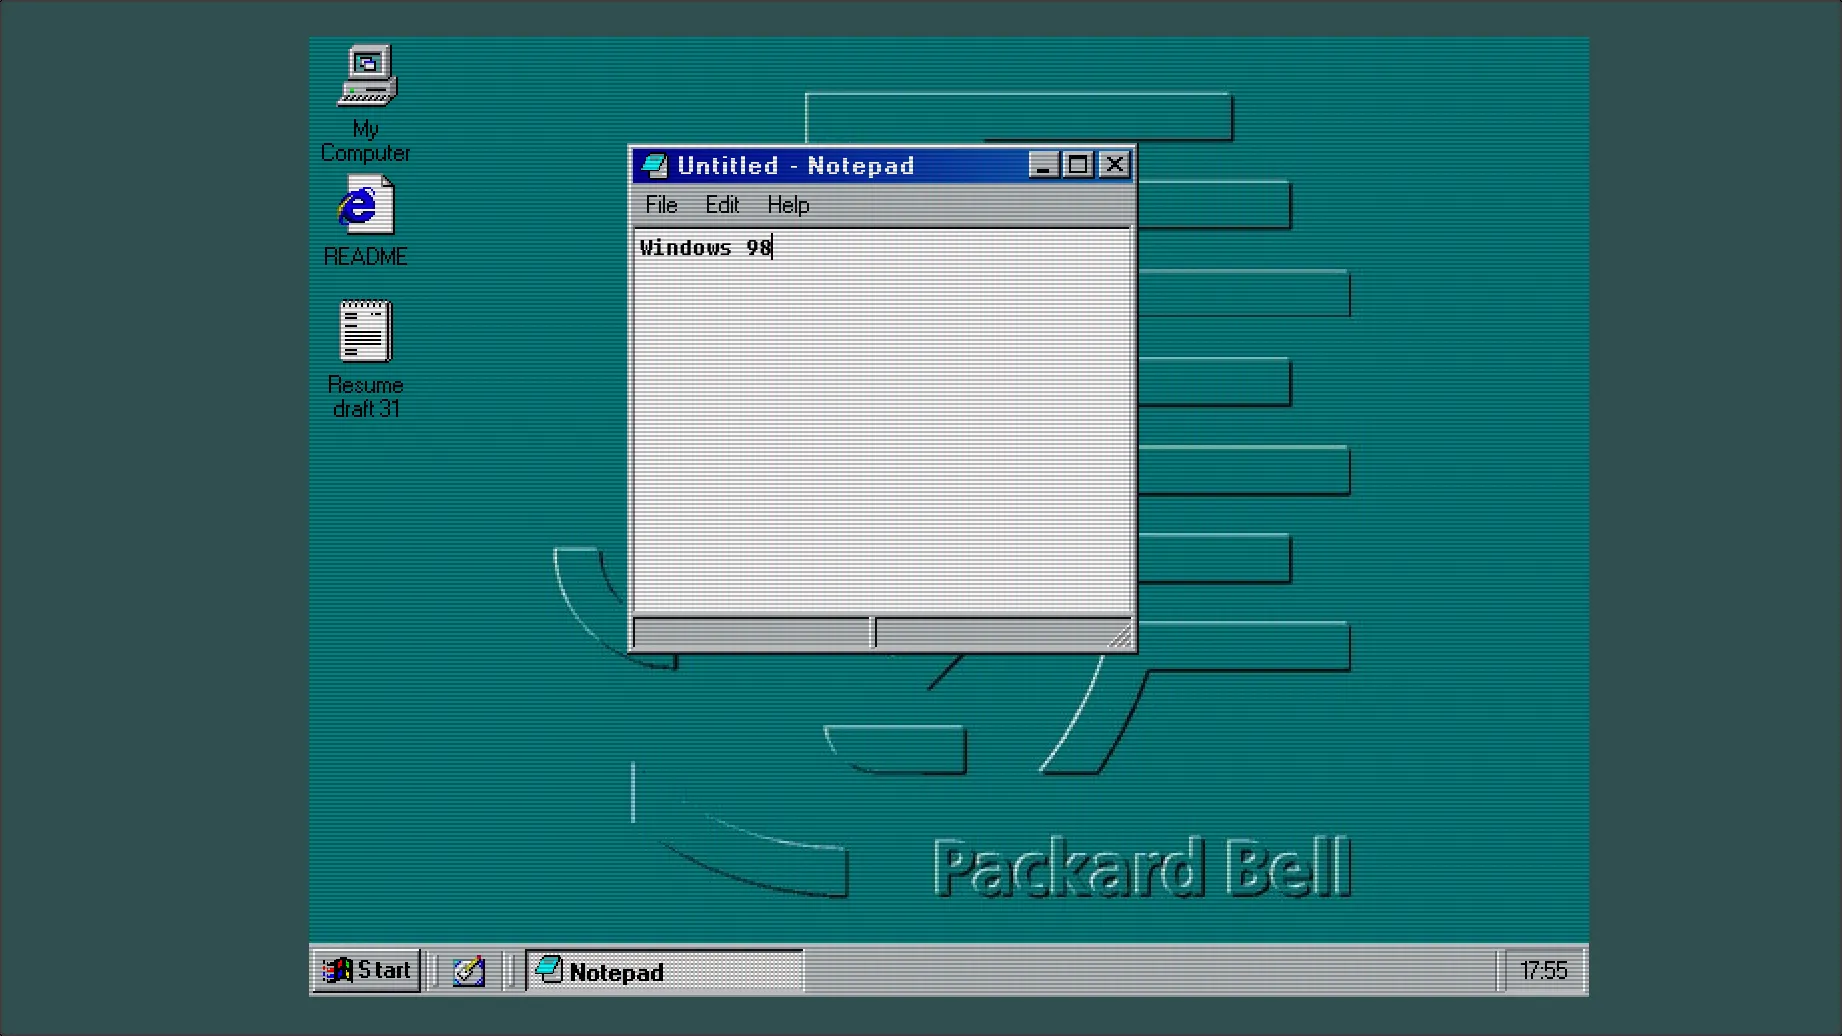 My
Computer
README
Resume
draft 31
Untitled - Notepad
File Edit Help
Windows 98
Packard Bell
Start
Notepad
17:55